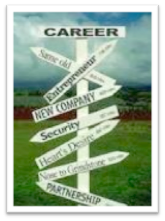 CAREER
Same old
Entrepreneur
NEW COMPANY
Security
Heart's Desire
Nose to Grindstone
PARTNERSHIP